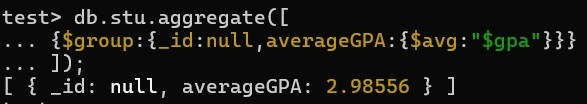 test> db.stu.aggregate([
... {$group:{_id:null,averageGPA:{$avg:"$gpa"}}}
... ]);
[ { _id: null, averageGPA: 2.98556 } ]